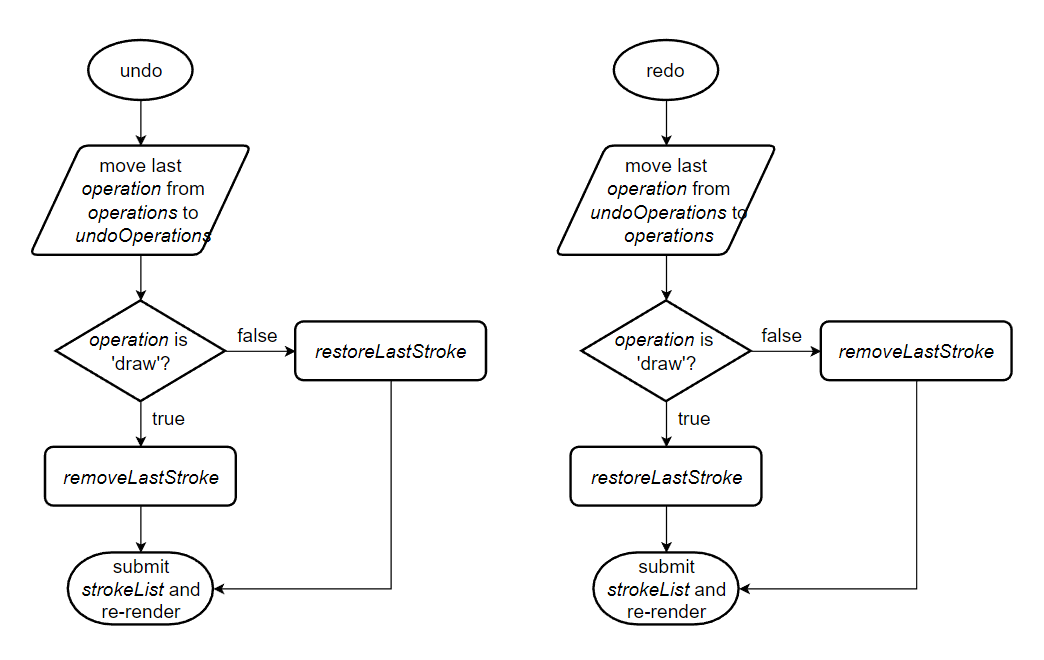 undo
move last
operation from
operations to
undoOperations
operation is
'draw'?
false
restoreLastStroke
true
removeLastStroke
submit
strokeList and
re-render
redo
move last
operation from
undoOperations to
operations
operation is
'draw'?
false
removeLastStroke
true
restoreLastStroke
submit
strokeList and
re-render